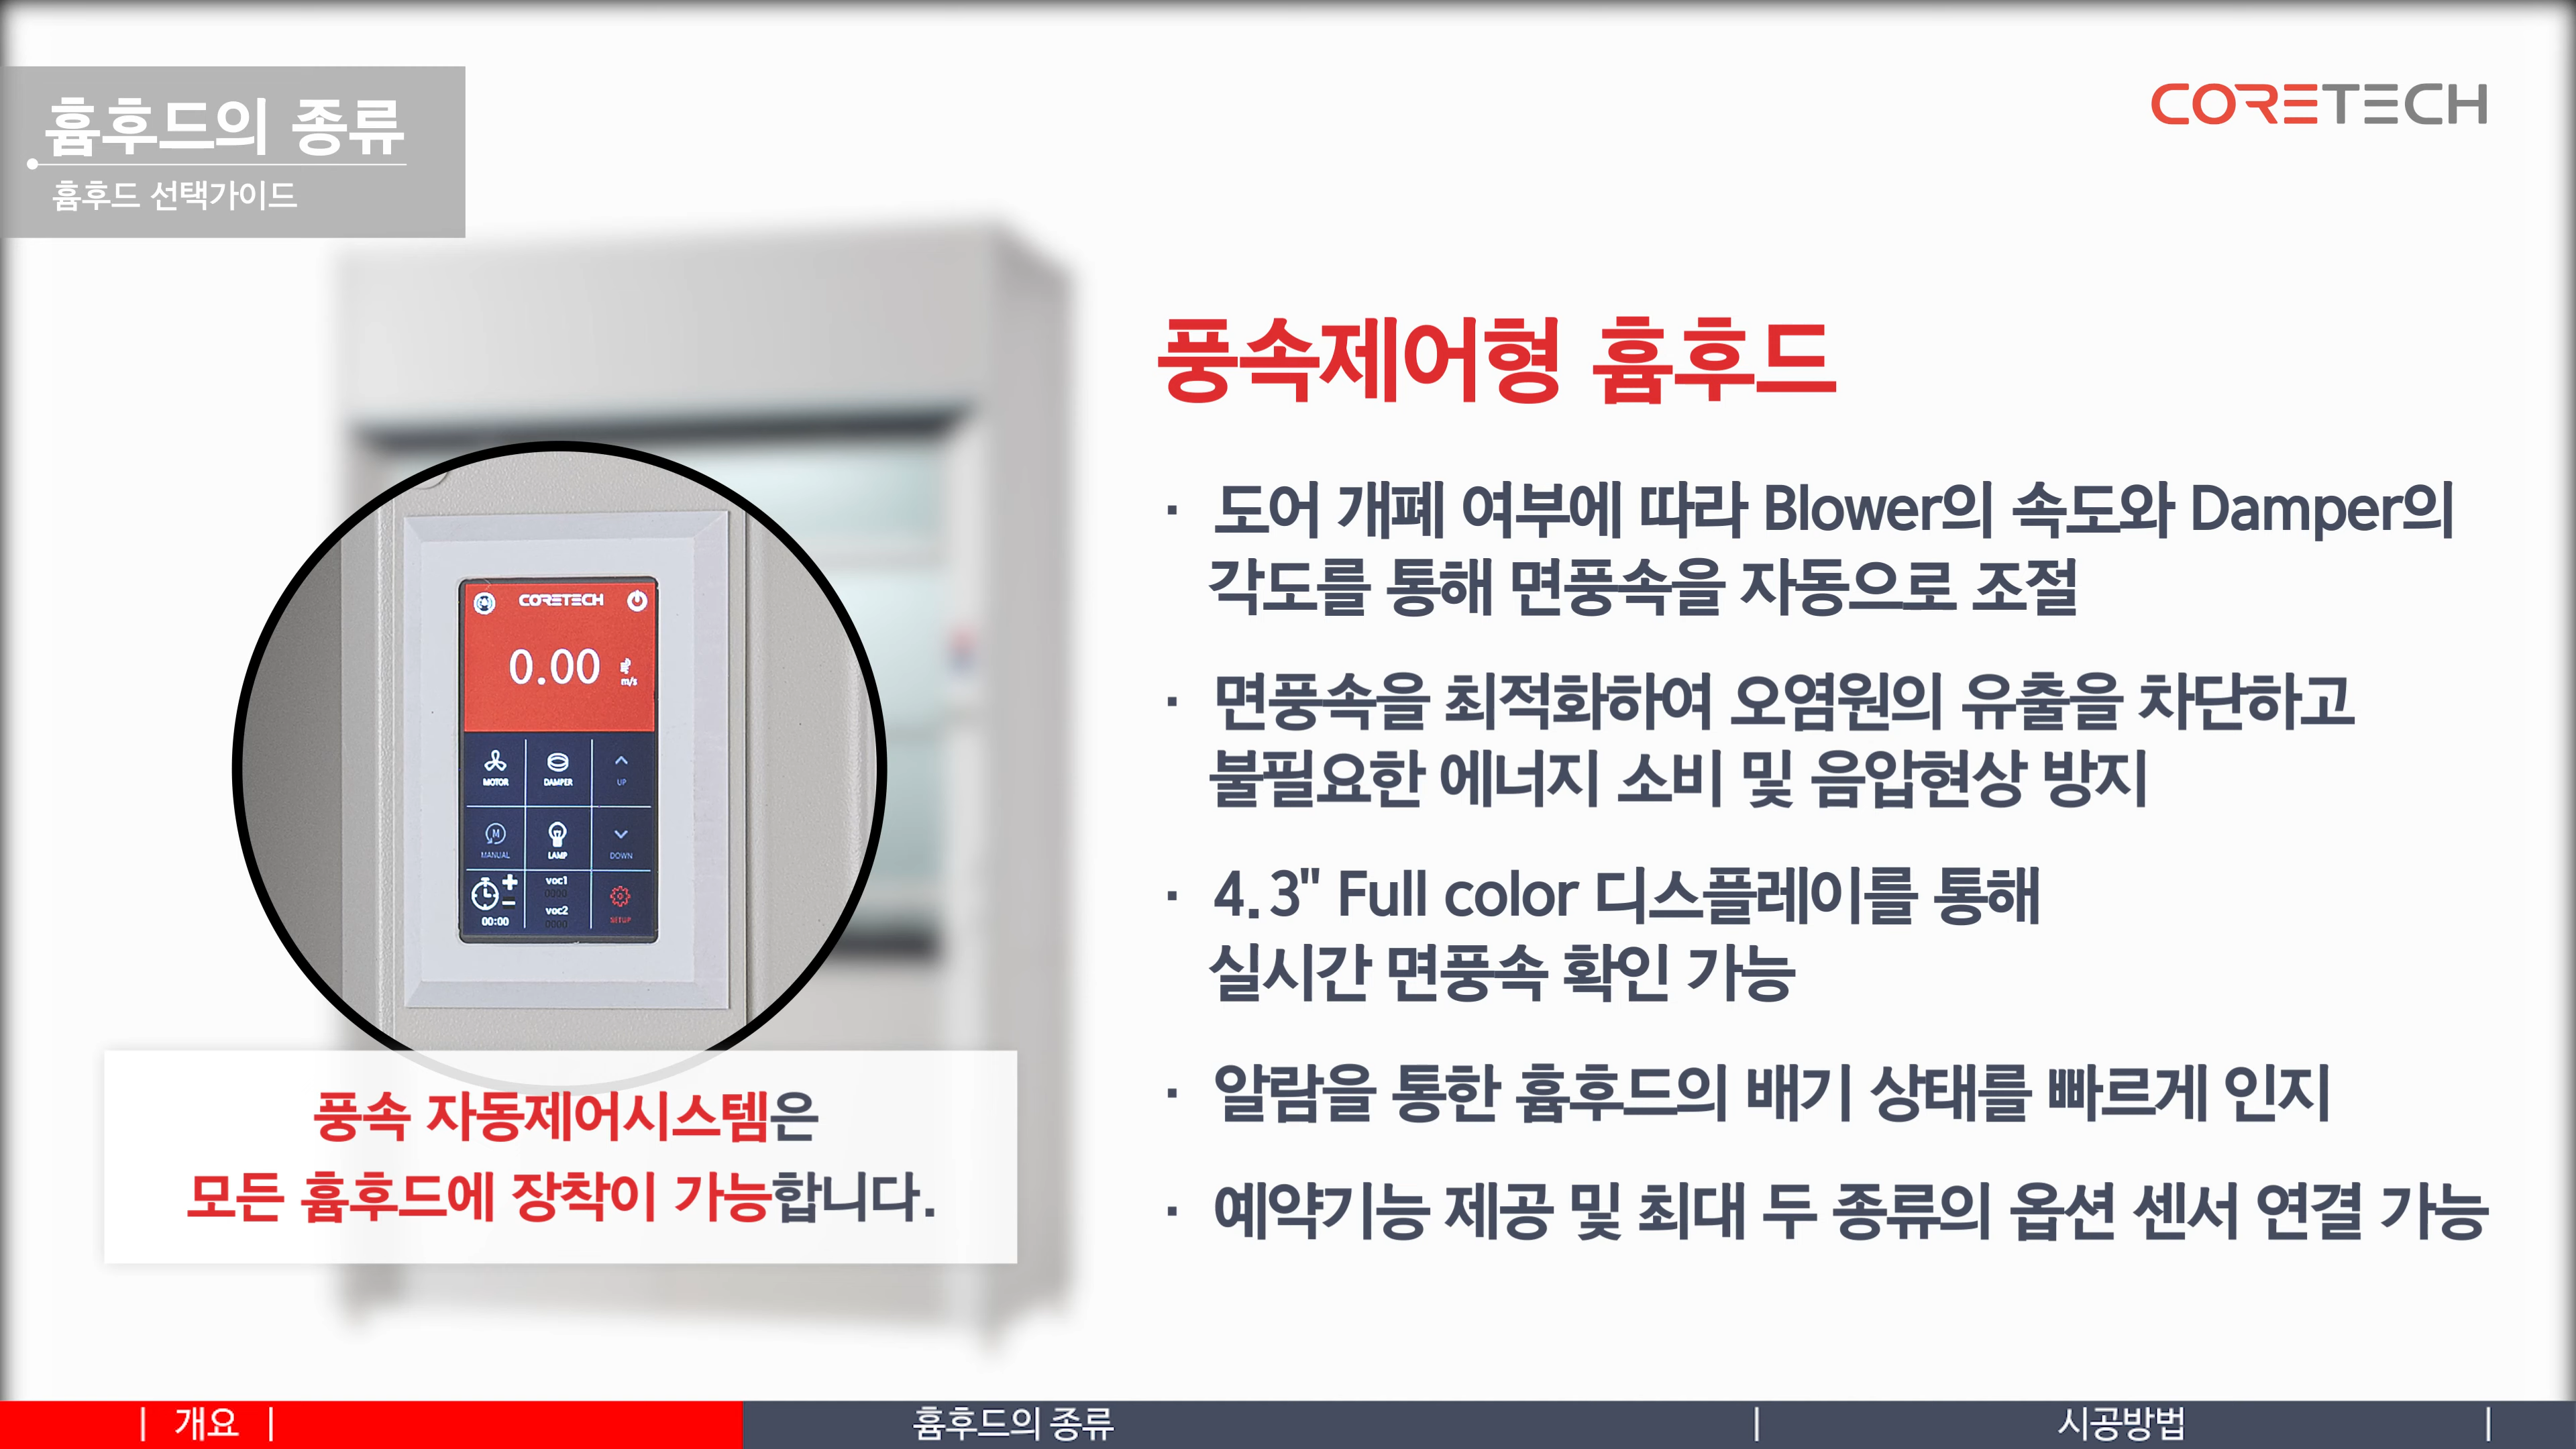 흄후드의 종류
흄후드 선택가이드
CORETECH
풍속제어형 흄후드
· 도어 개폐 여부에 따라 Blower의 속도와 Damper의
각도를 통해 면풍속을 자동으로 조절
· 면풍속을 최적화하여 오염원의 유출을 차단하고
불필요한 에너지 소비 및 음압현상 방지
· 4.3" Full color 디스플레이를 통해
실시간 면풍속 확인 가능
· 알람을 통한 흄후드의 배기 상태를 빠르게 인지
· 예약기능 제공 및 최대 두 종류의 옵션 센서 연결 가능
CORETECH
0.00 m/s
MOTOR DAMPER UP
MANUAL LAMP DOWN
voc1
0000
voc2
0000
00:00
SETUP
풍속 자동제어시스템은
모든 흄후드에 장착이 가능합니다.
| 개요 | 흄후드의 종류 | 시공방법 |